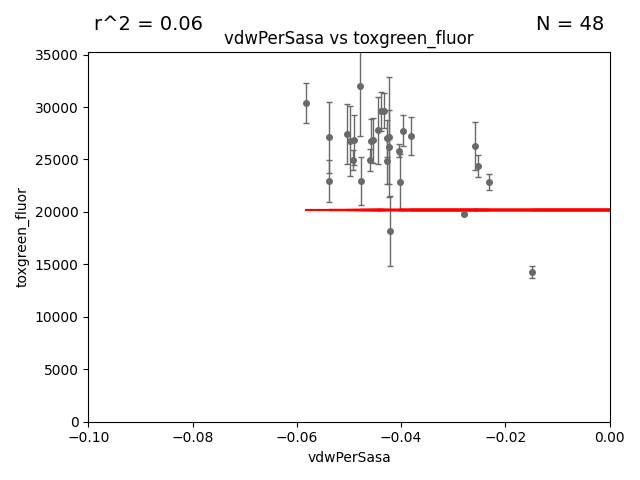 r^2 = 0.06
N = 48
vdwPerSasa vs toxgreen_fluor
35000
30000
25000
20000
15000
10000
5000
0
toxgreen_fluor
−0.10
−0.08
−0.06
−0.04
−0.02
0.00
vdwPerSasa